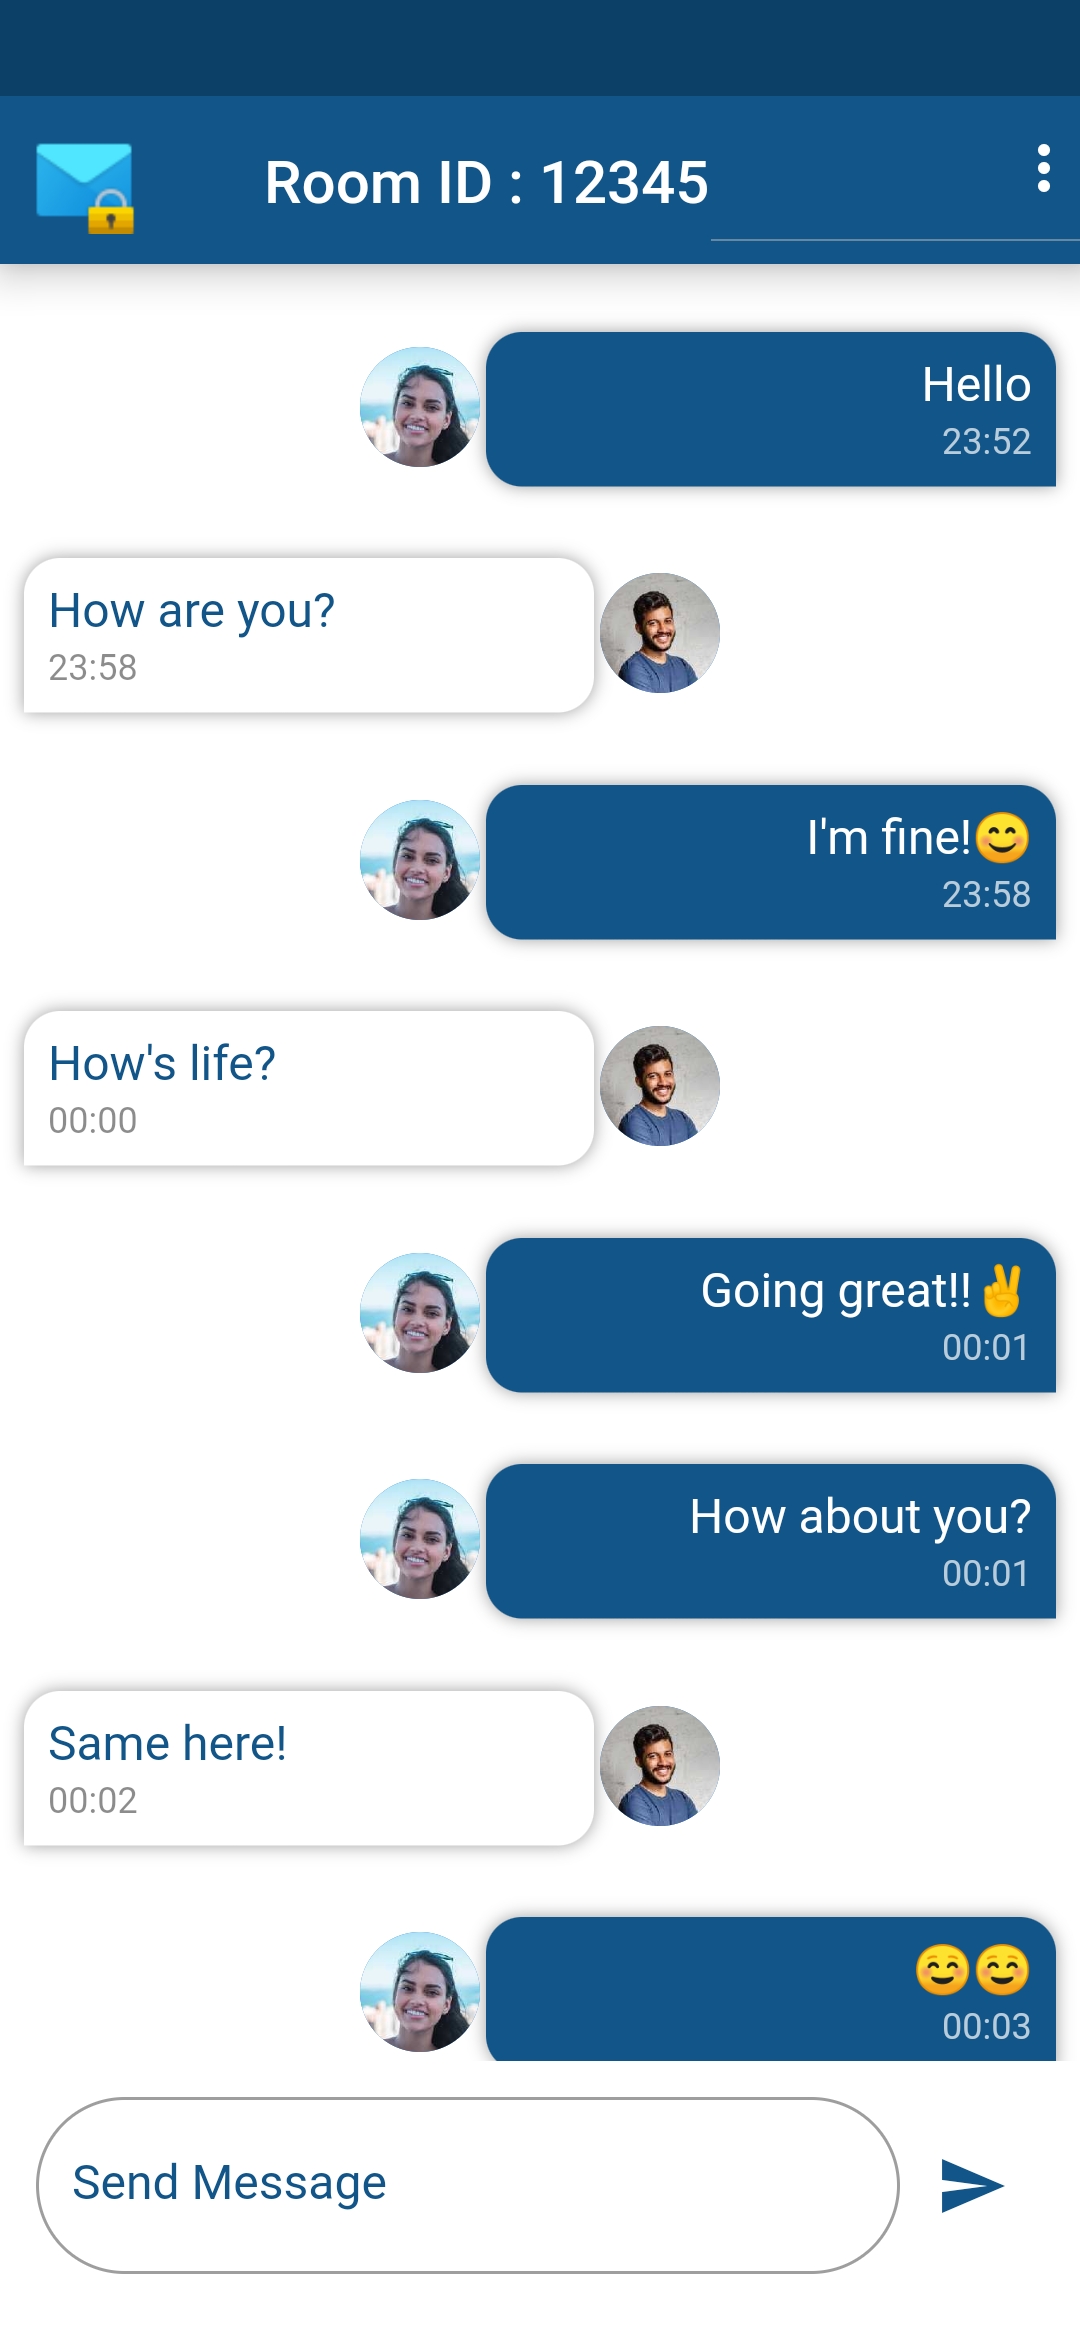 Room ID : 12345
Hello
23:52
How are you?
23:58
I'm fine!😊
23:58
How's life?
00:00
Going great!!✌
00:01
How about you?
00:01
Same here!
00:02
☺☺
00:03
Send Message